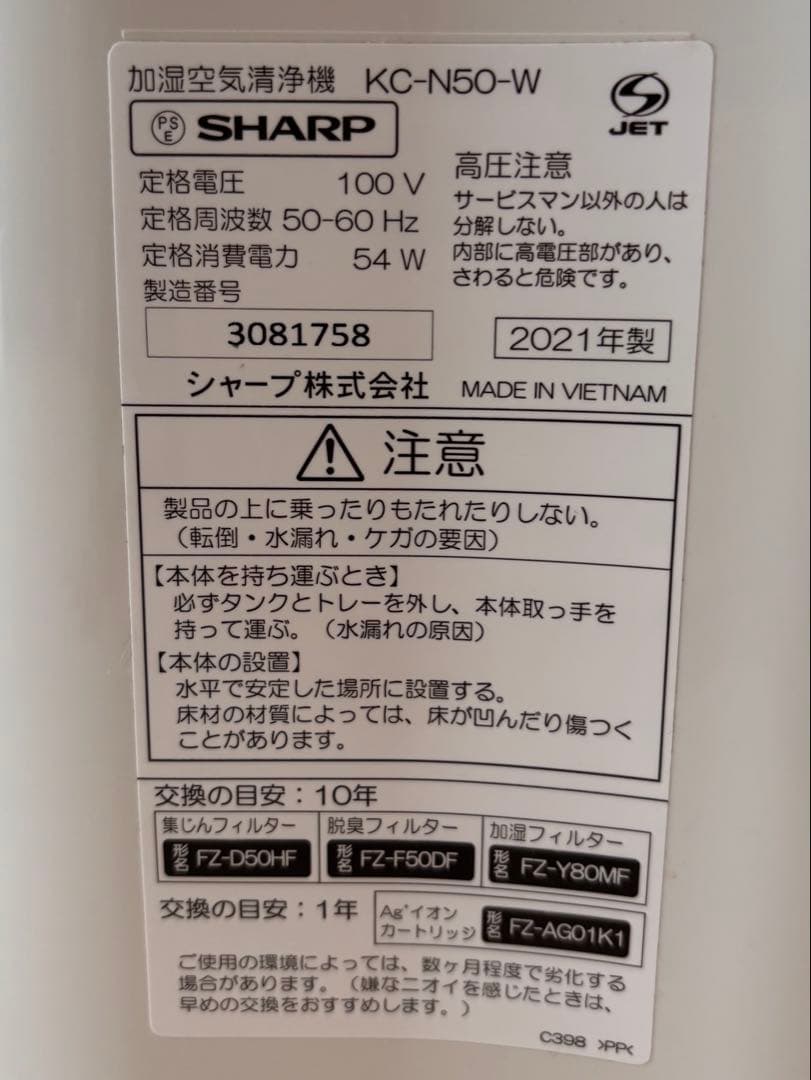 加湿空気清浄機 KC-N50-W
PS
E
SHARP
JET
定格電圧 100 V
定格周波数 50-60 Hz
定格消費電力 54 W
製造番号
3081758
高圧注意
サービスマン以外の人は
分解しない。
内部に高電圧部があり、
さわると危険です。
2021年製
シャープ株式会社 MADE IN VIETNAM
注意
製品の上に乗ったりもたれたりしない。
（転倒・水漏れ・ケガの要因）
【本体を持ち運ぶとき】
必ずタンクとトレーを外し、本体取っ手を
持って運ぶ。（水漏れの原因）
【本体の設置】
水平で安定した場所に設置する。
床材の材質によっては、床が凹んだり傷つく
ことがあります。
交換の目安：10年
集じんフィルター
形名 FZ-D50HF
脱臭フィルター
形名 FZ-F50DF
加湿フィルター
形名 FZ-Y80MF
交換の目安：1年
Ag⁺イオン
カートリッジ
形名 FZ-AG01K1
ご使用の環境によっては、数ヶ月程度で劣化する
場合があります。（嫌なニオイを感じたときは、
早めの交換をおすすめします。）
C398 >PP<